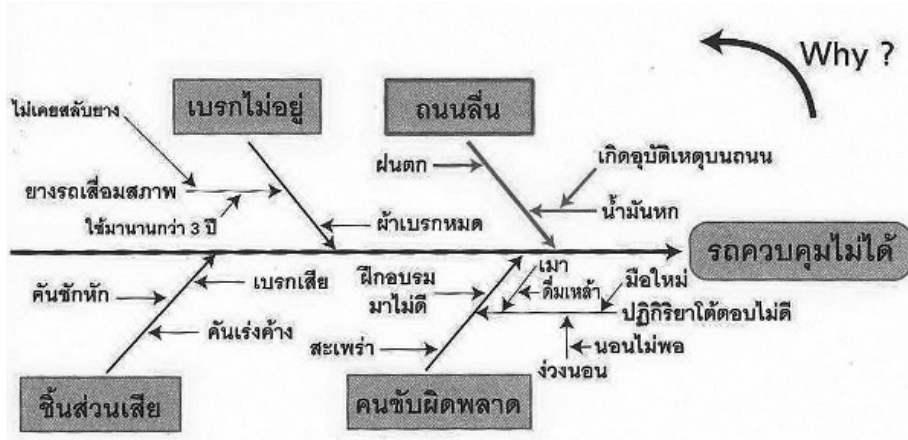 Why ?
เบรกไม่อยู่
ถนนลื่น
ไม่เคยสลับยาง
ยางรถเสื่อมสภาพ
ใช้มานานกว่า 3 ปี
ผ้าเบรกหมด
ฝนตก
เกิดอุบัติเหตุบนถนน
น้ำมันหก
รถควบคุมไม่ได้
คันชักหัก
เบรกเสีย
คันเร่งค้าง
ชิ้นส่วนเสีย
ฝึกอบรม
มาไม่ดี
เมา
ดื่มเหล้า
มือใหม่
ปฏิกิริยาโต้ตอบไม่ดี
นอนไม่พอ
ง่วงนอน
สะเพร่า
คนขับผิดพลาด